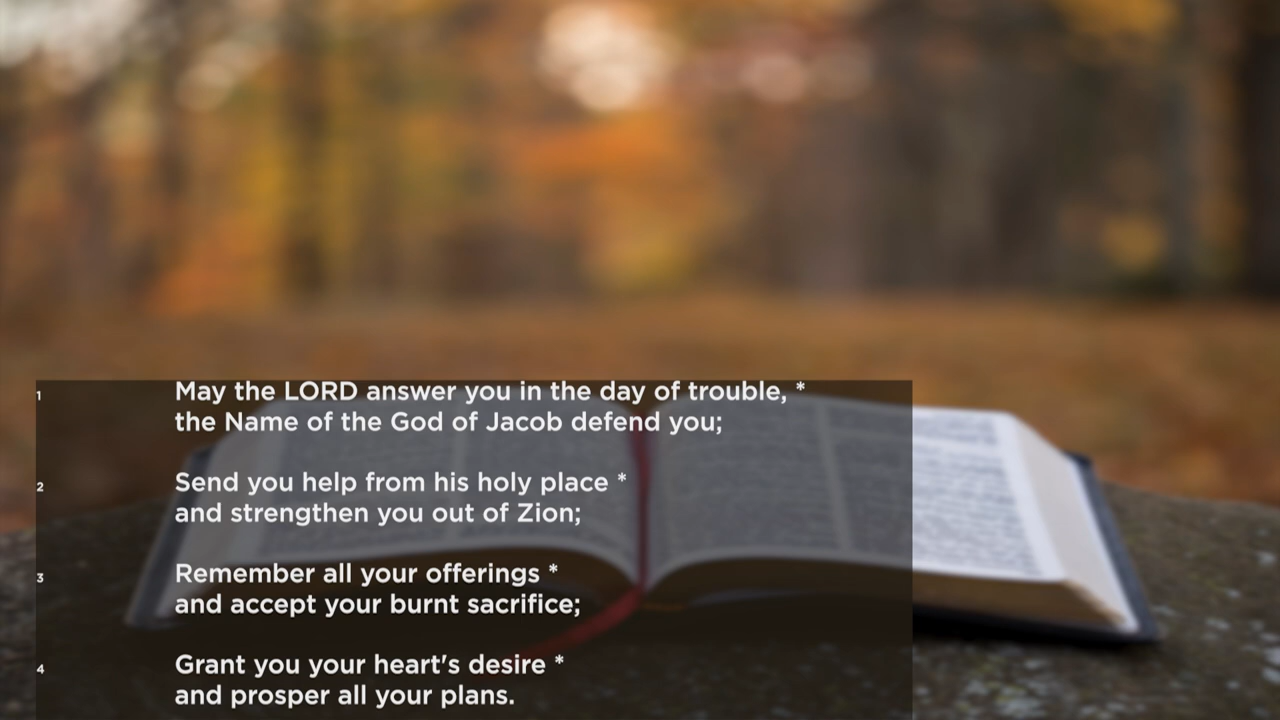 1 May the LORD answer you in the day of trouble, *
the Name of the God of Jacob defend you;
2 Send you help from his holy place *
and strengthen you out of Zion;
3 Remember all your offerings *
and accept your burnt sacrifice;
4 Grant you your heart's desire *
and prosper all your plans.